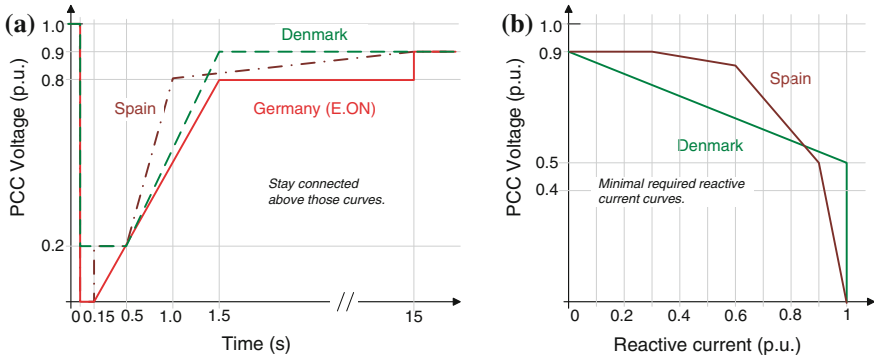 (a)
1.0
0.9
0.8
0.2
PCC Voltage (p.u.)
Denmark
Spain
Germany (E.ON)
Stay connected
above those curves.
0 0.15 0.5 1.0 1.5 15
Time (s)
(b)
1.0
0.9
0.5
0.4
PCC Voltage (p.u.)
Spain
Denmark
Minimal required reactive
current curves.
0 0.2 0.4 0.6 0.8 1
Reactive current (p.u.)